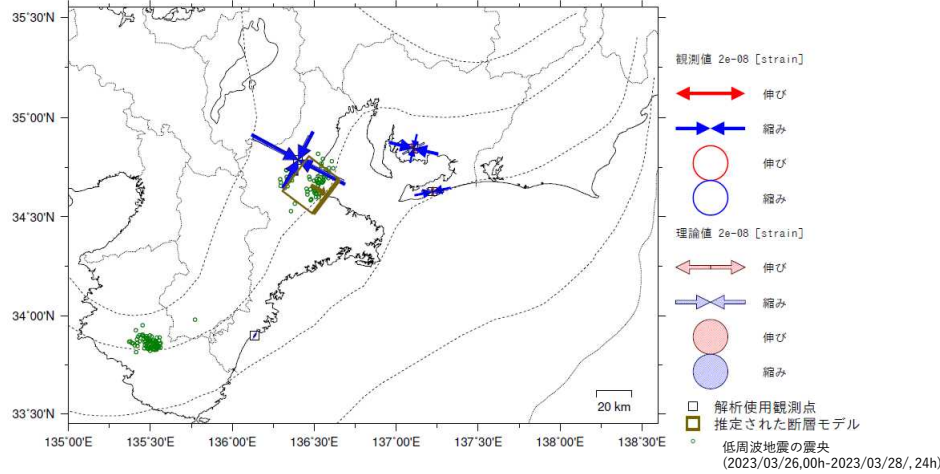 35°30'N
35°00'N
34°30'N
34°00'N
33°30'N
135°00'E 135°30'E 136°00'E 136°30'E 137°00'E 137°30'E 138°00'E 138°30'E
20 km
観測値 2e-08 [strain]
伸び
縮み
伸び
縮み
理論値 2e-08 [strain]
伸び
縮み
伸び
縮み
解析使用観測点
推定された断層モデル
低周波地震の震央
(2023/03/26,00h-2023/03/28/,24h)